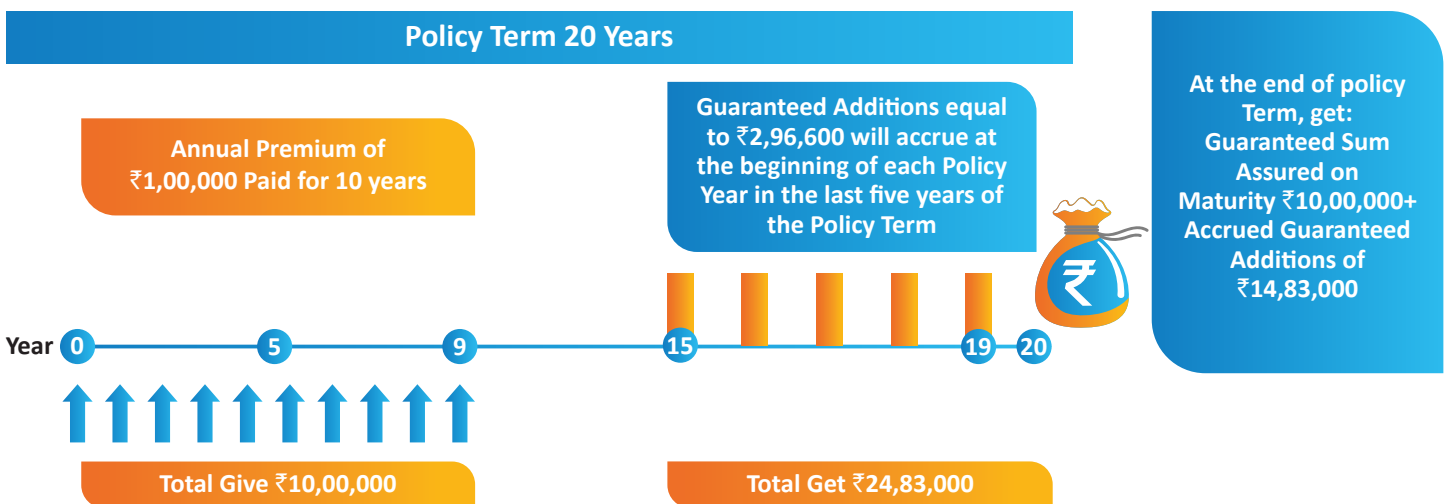 Policy Term 20 Years
Annual Premium of
₹1,00,000 Paid for 10 years
Guaranteed Additions equal
to ₹2,96,600 will accrue at
the beginning of each Policy
Year in the last five years of
the Policy Term
At the end of policy
Term, get:
Guaranteed Sum
Assured on
Maturity ₹10,00,000+
Accrued Guaranteed
Additions of
₹14,83,000
₹
Year 0 5 9 15 19 20
Total Give ₹10,00,000
Total Get ₹24,83,000